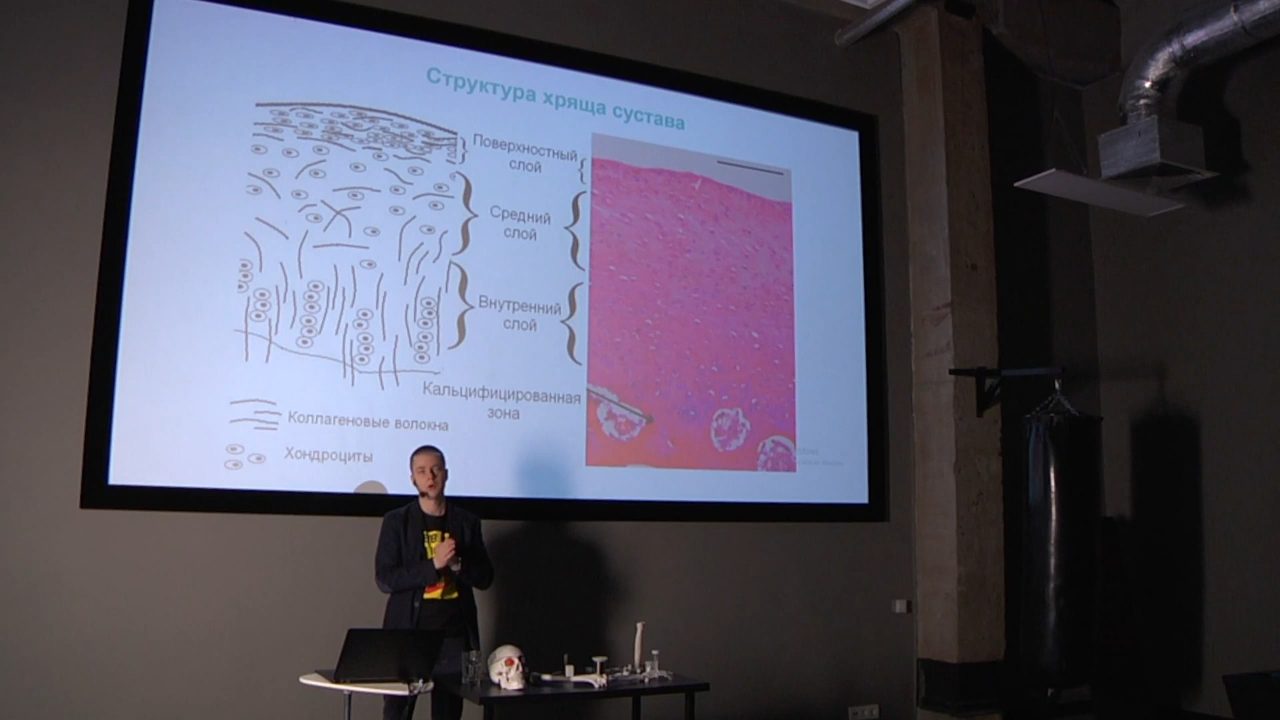 Структура хряща сустава
Поверхностный
слой
Средний
слой
Внутренний
слой
Кальцифицированная
зона
Коллагеновые волокна
Хондроциты